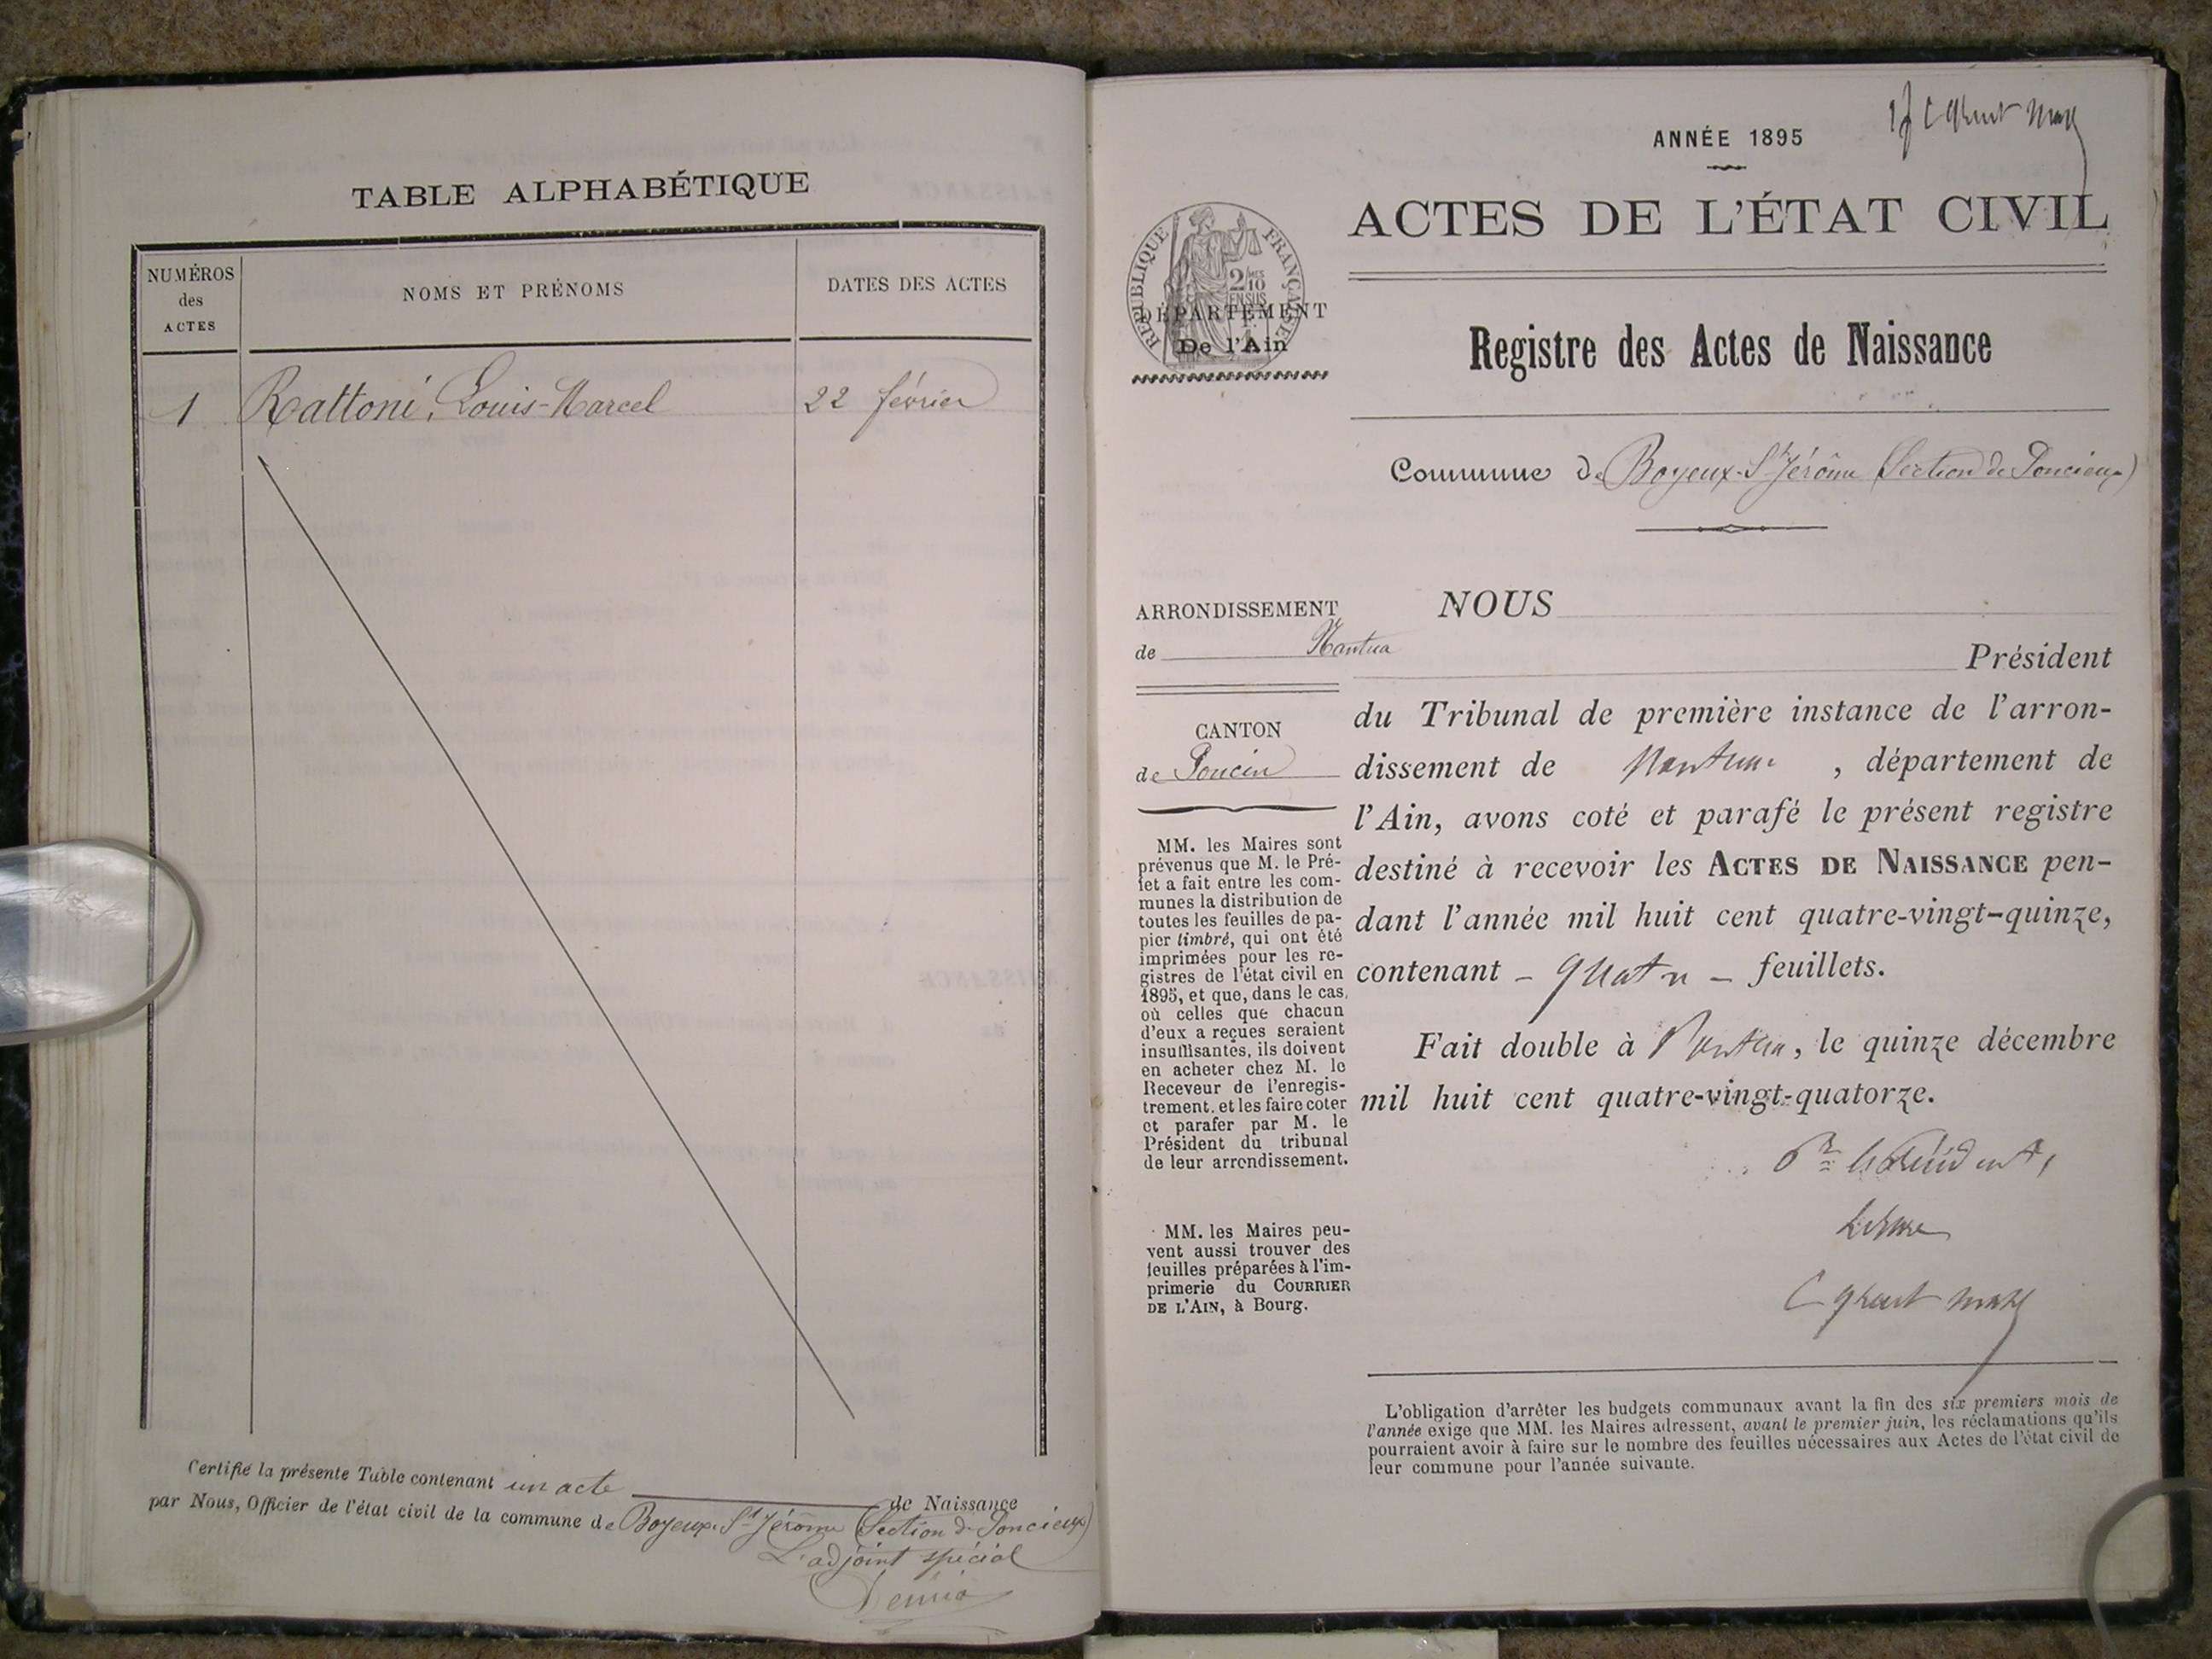 TABLE ALPHABÉTIQUE
NUMÉROS
des
ACTES
NOMS ET PRÉNOMS
DATES DES ACTES
1 Rattoni, Louis-Marcel 22 février
Certifié la présente Table contenant un acte de Naissance
par Nous, Officier de l'état civil de la commune de Boyeux-St Jérôme (Section de Poncieux)
L'adjoint spécial
ANNÉE 1895
ACTES DE L'ÉTAT CIVIL
RÉPUBLIQUE FRANÇAISE
2/10
EN SUS
DÉPARTEMENT
De l'Ain
Registre des Actes de Naissance
Commune de Boyeux-St Jérôme (Section de Poncieux)
ARRONDISSEMENT
de Nantua
CANTON
de Poncin
MM. les Maires sont
prévenus que M. le Pré-
fet a fait entre les com-
munes la distribution de
toutes les feuilles de pa-
pier timbré, qui ont été
imprimées pour les re-
gistres de l'état civil en
1895, et que, dans le cas,
où celles que chacun
d'eux a reçues seraient
insuffisantes, ils doivent
en acheter chez M. le
Receveur de l'enregis-
trement, et les faire coter
et parafer par M. le
Président du tribunal
de leur arrondissement.
MM. les Maires peu-
vent aussi trouver des
feuilles préparées à l'im-
primerie du COURRIER
DE L'AIN, à Bourg.
NOUS
Président
du Tribunal de première instance de l'arron-
dissement de Nantua, département de
l'Ain, avons coté et parafé le présent registre
destiné à recevoir les ACTES DE NAISSANCE pen-
dant l'année mil huit cent quatre-vingt-quinze,
contenant - quatre - feuillets.
Fait double à Nantua, le quinze décembre
mil huit cent quatre-vingt-quatorze.
Pr le Président,
L'obligation d'arrêter les budgets communaux avant la fin des six premiers mois de
l'année exige que MM. les Maires adressent, avant le premier juin, les réclamations qu'ils
pourraient avoir à faire sur le nombre des feuilles nécessaires aux Actes de l'état civil de
leur commune pour l'année suivante.